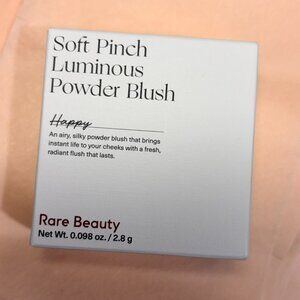 Soft Pinch
Luminous
Powder Blush
Happy
An airy, silky powder blush that brings
instant life to your cheeks with a fresh,
radiant flush that lasts.
Rare Beauty
Net Wt. 0.098 oz. / 2.8 g